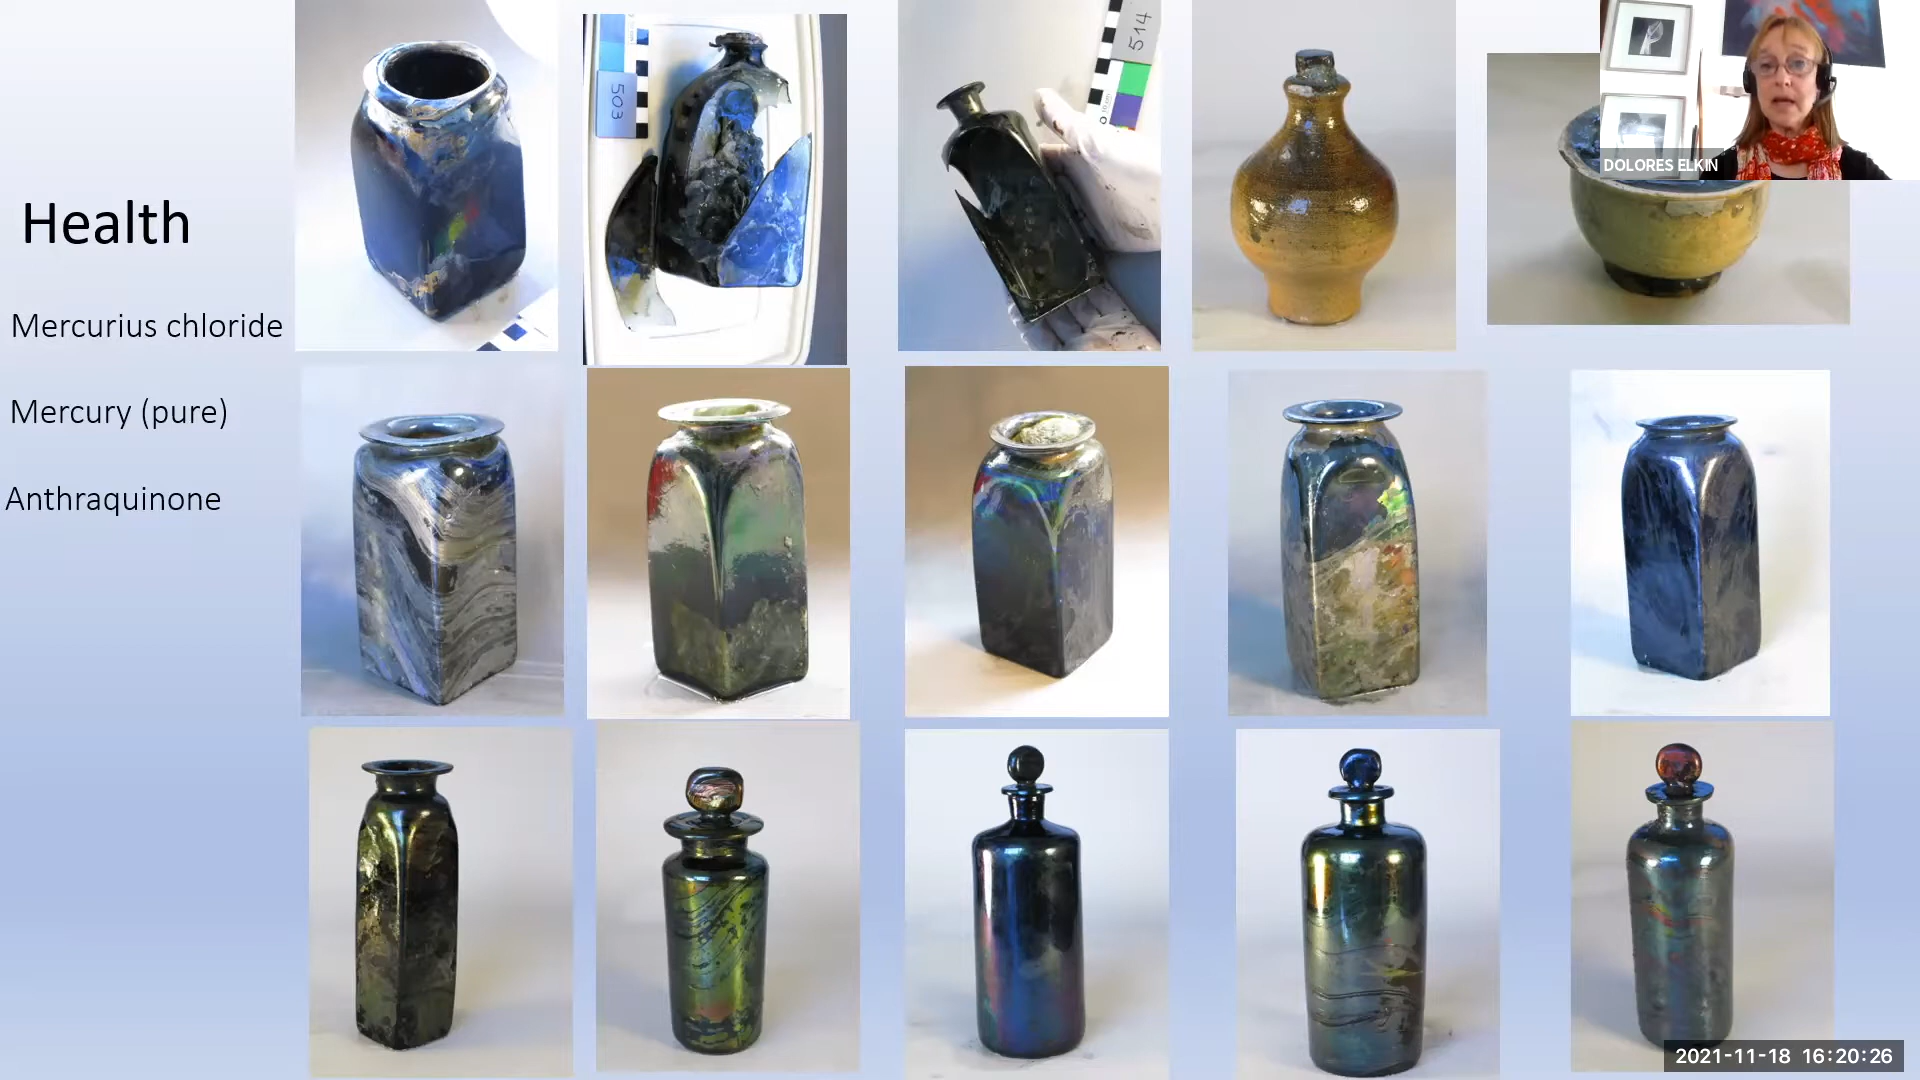 503
514
DOLORES ELKIN
Health
Mercurius chloride
Mercury (pure)
Anthraquinone
2021-11-18 16:20:26